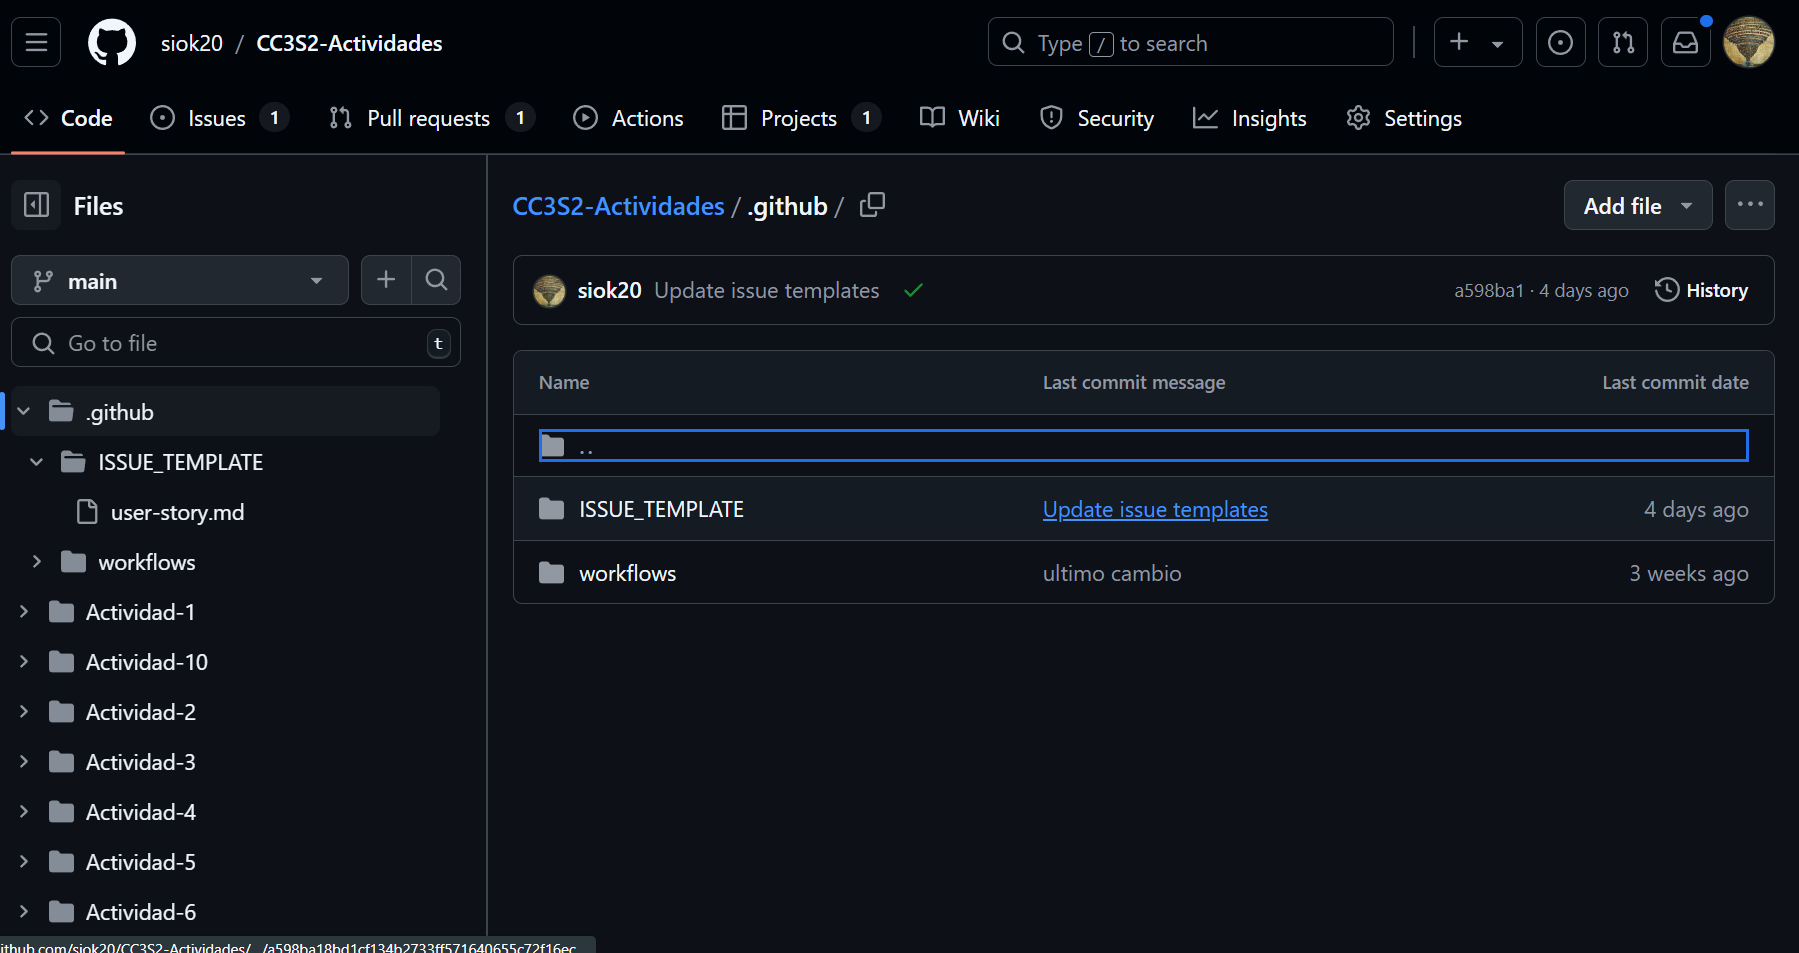 siok20 / CC3S2-Actividades
Type / to search
Code
Issues 1
Pull requests 1
Actions
Projects 1
Wiki
Security
Insights
Settings
Files
main
Go to file
t
.github
ISSUE_TEMPLATE
user-story.md
workflows
Actividad-1
Actividad-10
Actividad-2
Actividad-3
Actividad-4
Actividad-5
Actividad-6
CC3S2-Actividades / .github /
Add file
siok20 Update issue templates
a598ba1 · 4 days ago
History
Name Last commit message Last commit date
..
ISSUE_TEMPLATE Update issue templates 4 days ago
workflows ultimo cambio 3 weeks ago
ithub.com/siok20/CC3S2-Actividades/.../a598ba18bd1cf134b2733ff571640655c72f16ec